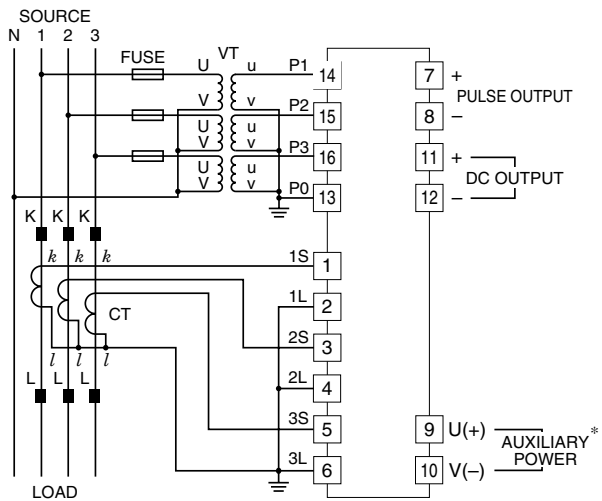 SOURCE
N 1 2 3
FUSE
VT
U u P1 14
V v
U u P2 15
V v
U u P3 16
V v P0 13
7 +
PULSE OUTPUT
8 –
11 +
DC OUTPUT
12 –
K K K
k k k
1S 1
1L 2
CT
2S 3
l l l
2L 4
L L L
3S 5
3L 6
9 U(+)
AUXILIARY*
POWER
10 V(–)
LOAD